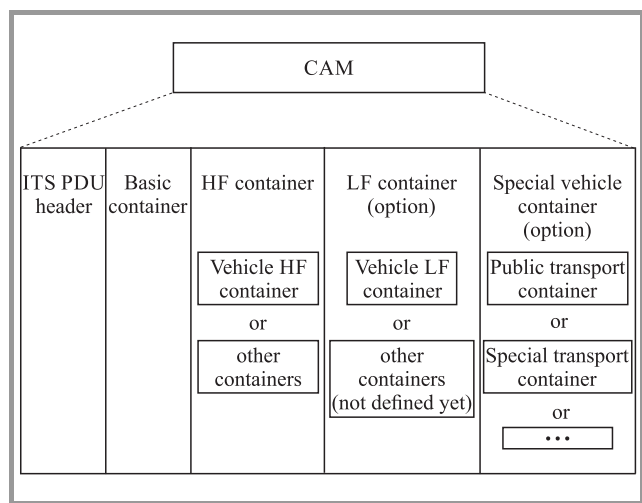 CAM
ITS PDU
header
Basic
container
HF container
Vehicle HF
container
or
other
containers
LF container
(option)
Vehicle LF
container
or
other
containers
(not defined yet)
Special vehicle
container
(option)
Public transport
container
or
Special transport
container
or
•••